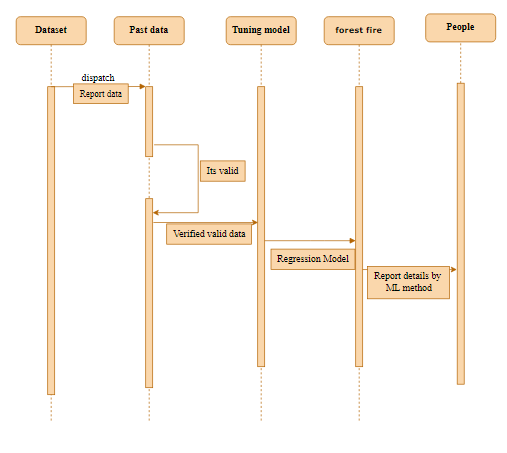 Dataset
Past data
Tuning model
forest fire
People
dispatch
Report data
Its valid
Verified valid data
Regression Model
Report details by
ML method